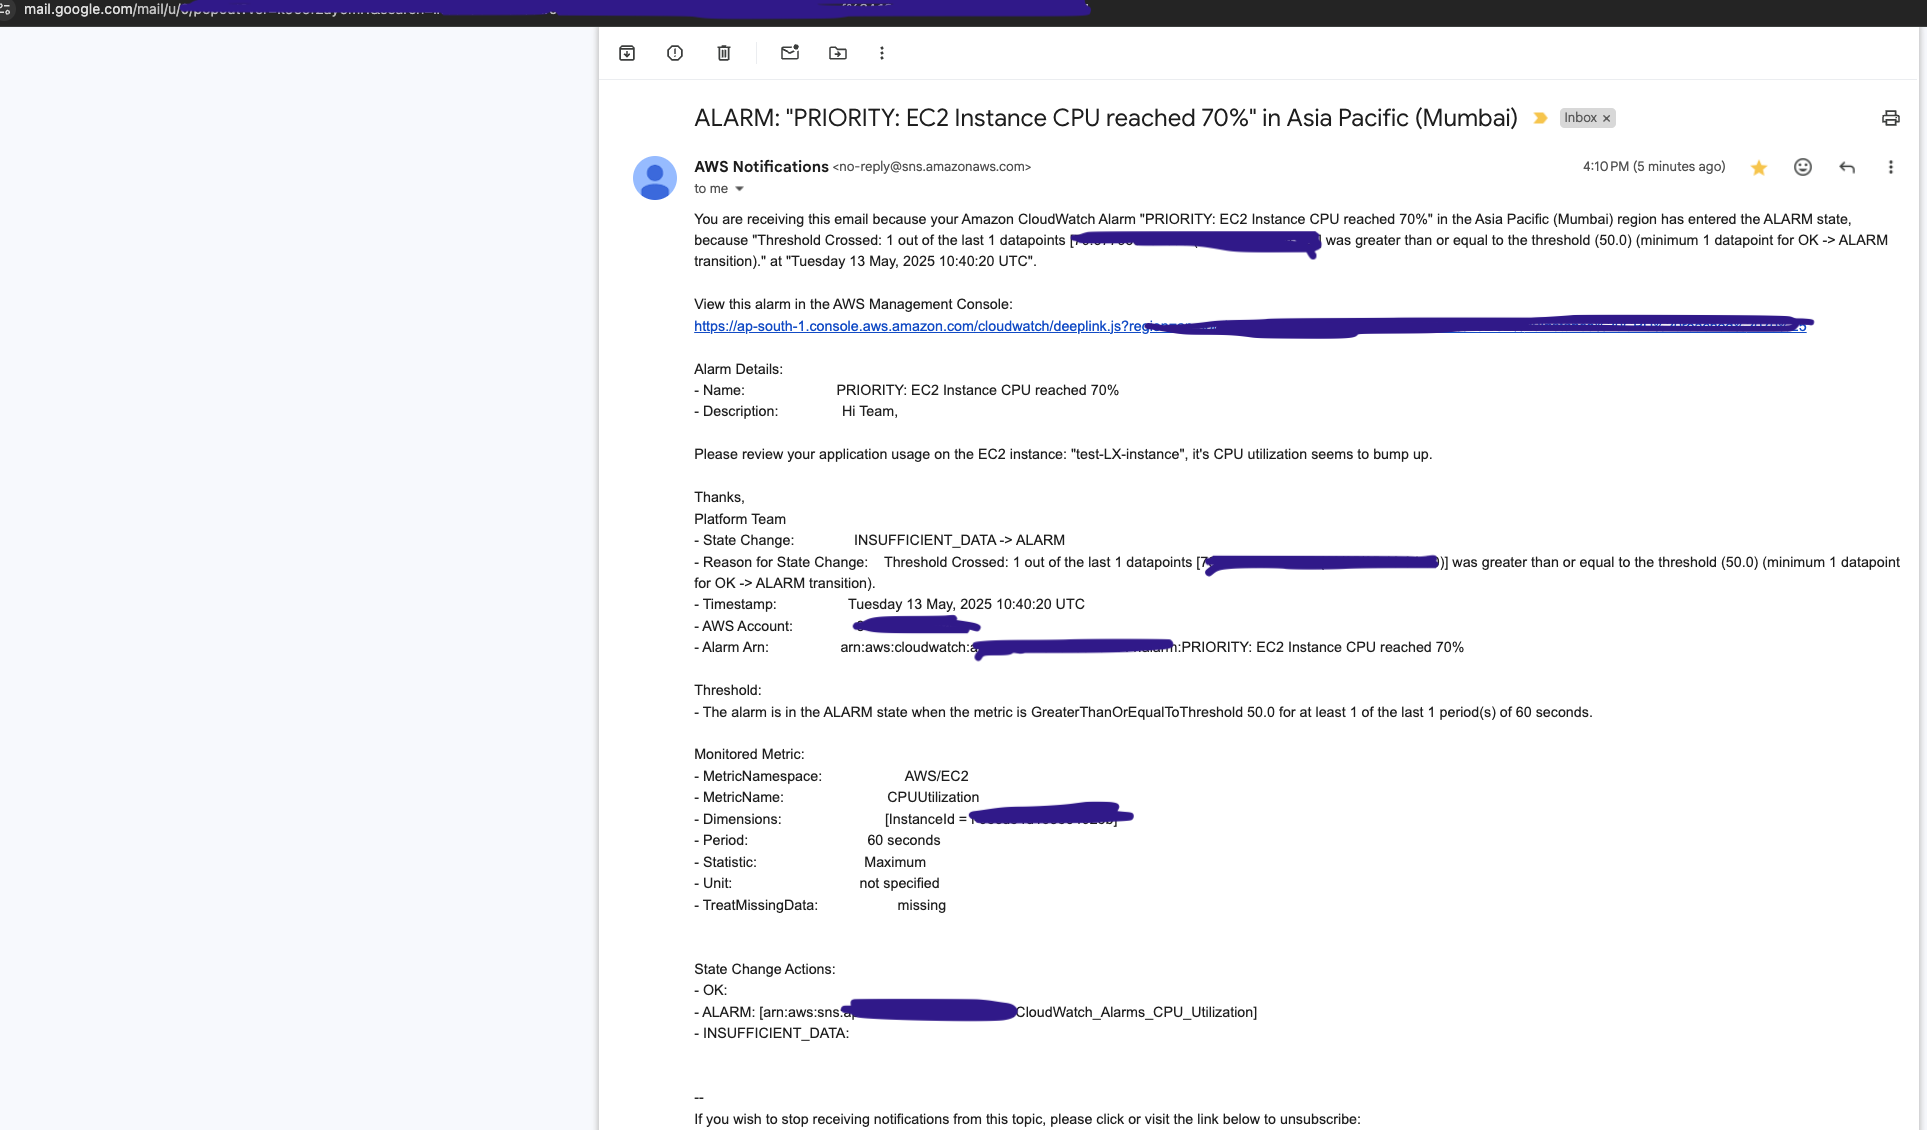 mail.google.com/mail/u/
ALARM: "PRIORITY: EC2 Instance CPU reached 70%" in Asia Pacific (Mumbai) Inbox ×
AWS Notifications <no-reply@sns.amazonaws.com> 4:10 PM (5 minutes ago)
to me
You are receiving this email because your Amazon CloudWatch Alarm "PRIORITY: EC2 Instance CPU reached 70%" in the Asia Pacific (Mumbai) region has entered the ALARM state,
because "Threshold Crossed: 1 out of the last 1 datapoints [ was greater than or equal to the threshold (50.0) (minimum 1 datapoint for OK -> ALARM
transition)." at "Tuesday 13 May, 2025 10:40:20 UTC".
View this alarm in the AWS Management Console:
https://ap-south-1.console.aws.amazon.com/cloudwatch/deeplink.js?
Alarm Details:
- Name: PRIORITY: EC2 Instance CPU reached 70%
- Description: Hi Team,
Please review your application usage on the EC2 instance: "test-LX-instance", it's CPU utilization seems to bump up.
Thanks,
Platform Team
- State Change: INSUFFICIENT_DATA -> ALARM
- Reason for State Change: Threshold Crossed: 1 out of the last 1 datapoints [ )] was greater than or equal to the threshold (50.0) (minimum 1 datapoint
for OK -> ALARM transition).
- Timestamp: Tuesday 13 May, 2025 10:40:20 UTC
- AWS Account:
- Alarm Arn: arn:aws:cloudwatch: :PRIORITY: EC2 Instance CPU reached 70%
Threshold:
- The alarm is in the ALARM state when the metric is GreaterThanOrEqualToThreshold 50.0 for at least 1 of the last 1 period(s) of 60 seconds.
Monitored Metric:
- MetricNamespace: AWS/EC2
- MetricName: CPUUtilization
- Dimensions: [InstanceId =
- Period: 60 seconds
- Statistic: Maximum
- Unit: not specified
- TreatMissingData: missing
State Change Actions:
- OK:
- ALARM: [arn:aws:sns: CloudWatch_Alarms_CPU_Utilization]
- INSUFFICIENT_DATA:
--
If you wish to stop receiving notifications from this topic, please click or visit the link below to unsubscribe: